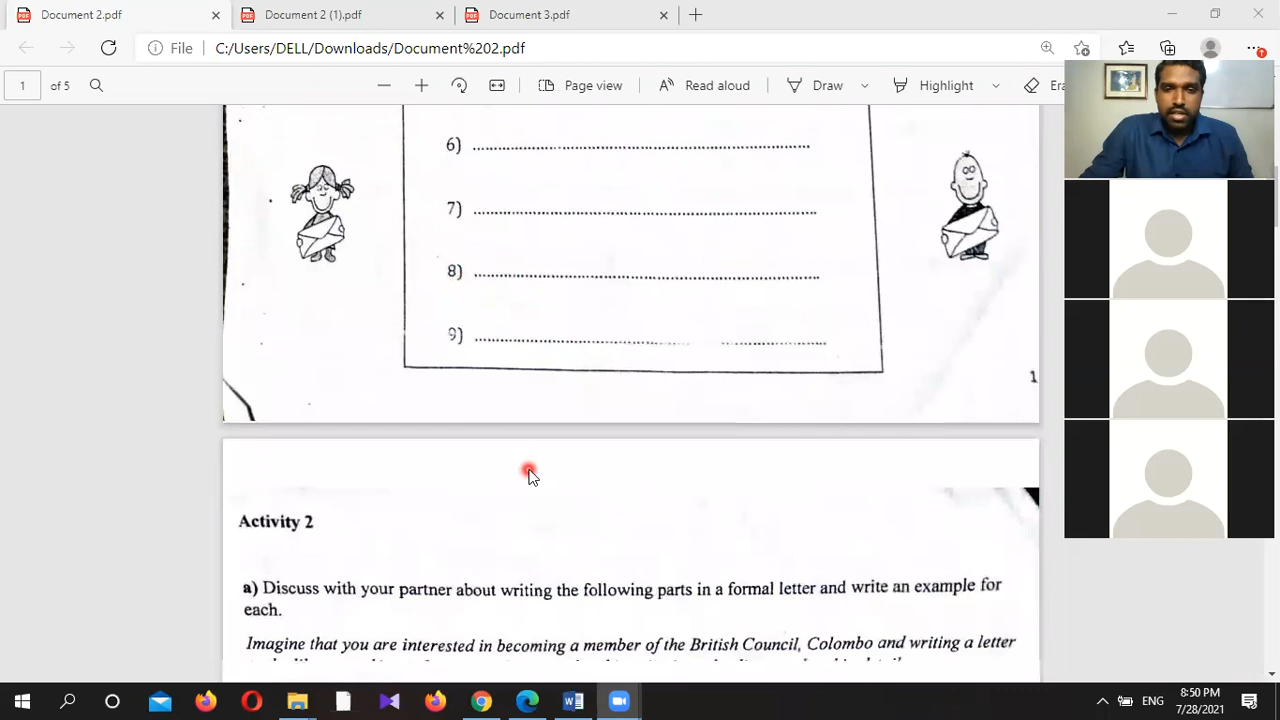 Document 2.pdf
Document 2 (1).pdf
Document 3.pdf
File
C:/Users/DELL/Downloads/Document%202.pdf
1 of 5
Page view
Read aloud
Draw
Highlight
6)
7)
8)
9)
1
Activity 2
a) Discuss with your partner about writing the following parts in a formal letter and write an example for
each.
Imagine that you are interested in becoming a member of the British Council, Colombo and writing a letter
ENG
8:50 PM
7/28/2021